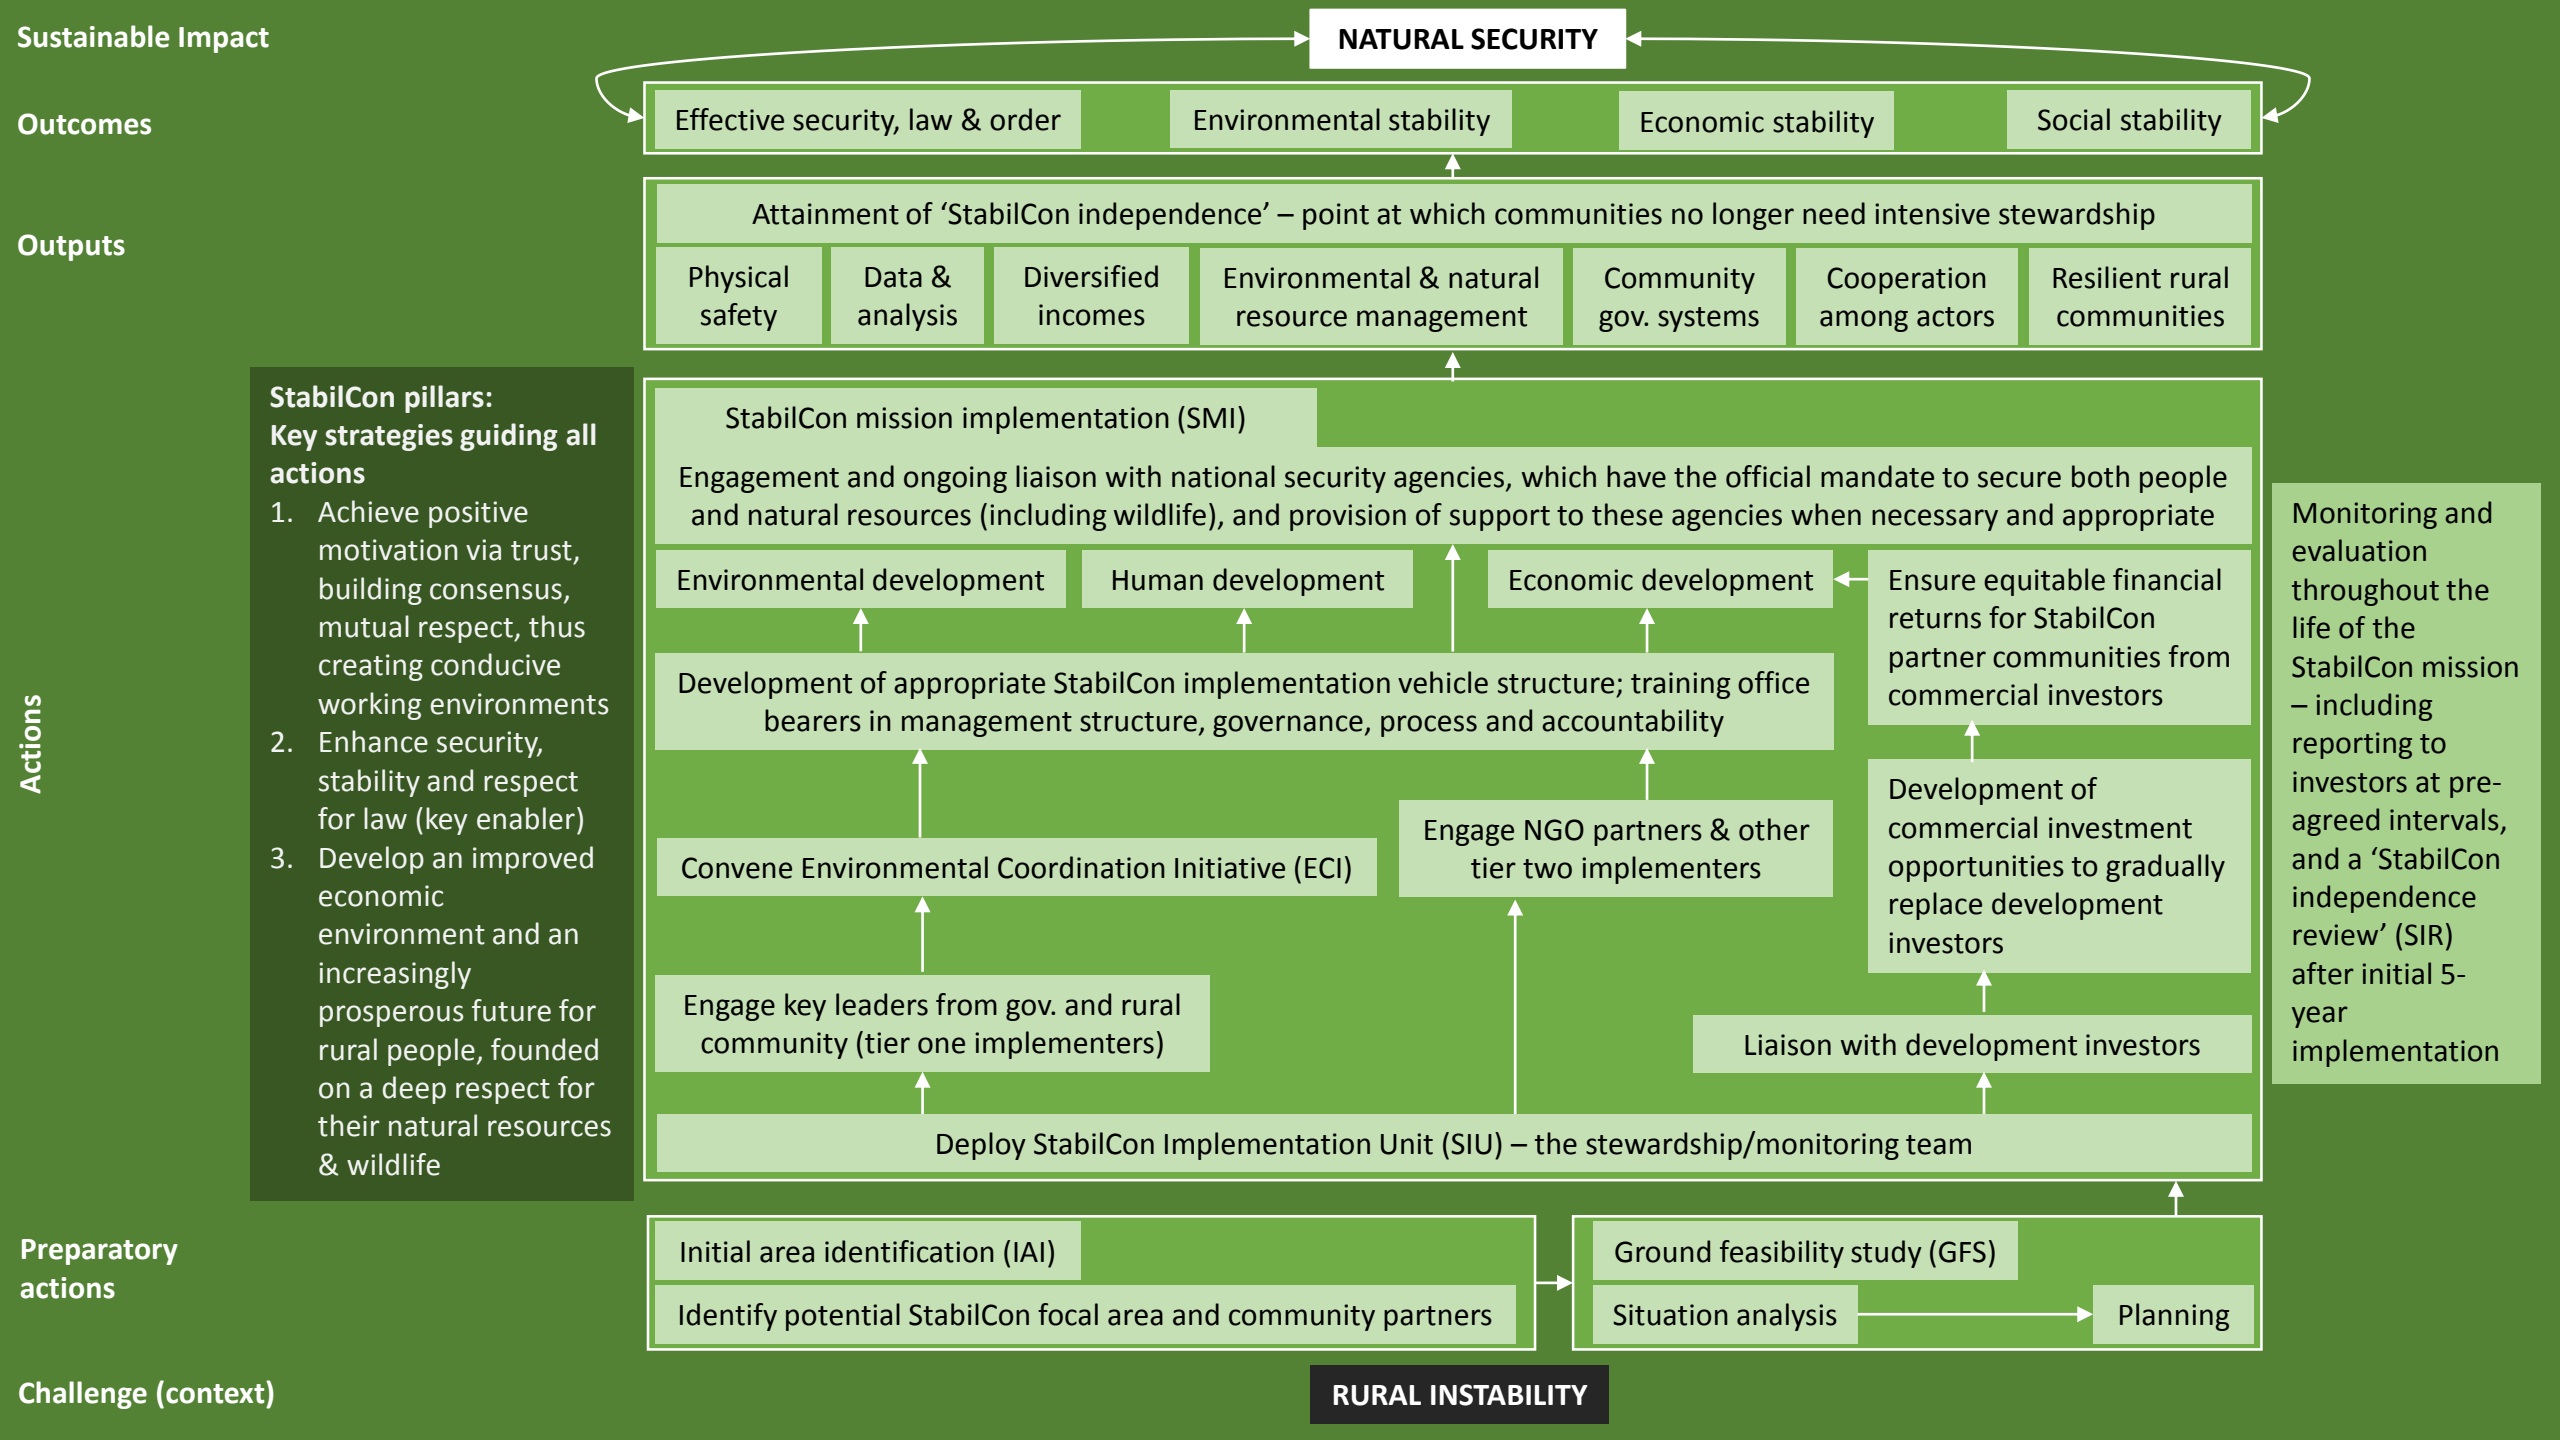 Sustainable Impact
NATURAL SECURITY
Outcomes
Effective security, law & order
Environmental stability
Economic stability
Social stability
Outputs
Attainment of ‘StabilCon independence’ – point at which communities no longer need intensive stewardship
Physical
safety
Data &
analysis
Diversified
incomes
Environmental & natural
resource management
Community
gov. systems
Cooperation
among actors
Resilient rural
communities
Actions
StabilCon pillars:
Key strategies guiding all
actions
1. Achieve positive
motivation via trust,
building consensus,
mutual respect, thus
creating conducive
working environments
2. Enhance security,
stability and respect
for law (key enabler)
3. Develop an improved
economic
environment and an
increasingly
prosperous future for
rural people, founded
on a deep respect for
their natural resources
& wildlife
StabilCon mission implementation (SMI)
Engagement and ongoing liaison with national security agencies, which have the official mandate to secure both people
and natural resources (including wildlife), and provision of support to these agencies when necessary and appropriate
Environmental development
Human development
Economic development
Ensure equitable financial
returns for StabilCon
partner communities from
commercial investors
Development of appropriate StabilCon implementation vehicle structure; training office
bearers in management structure, governance, process and accountability
Development of
commercial investment
opportunities to gradually
replace development
investors
Engage NGO partners & other
tier two implementers
Convene Environmental Coordination Initiative (ECI)
Engage key leaders from gov. and rural
community (tier one implementers)
Liaison with development investors
Deploy StabilCon Implementation Unit (SIU) – the stewardship/monitoring team
Monitoring and
evaluation
throughout the
life of the
StabilCon mission
– including
reporting to
investors at pre-
agreed intervals,
and a ‘StabilCon
independence
review’ (SIR)
after initial 5-
year
implementation
Preparatory
actions
Initial area identification (IAI)
Identify potential StabilCon focal area and community partners
Ground feasibility study (GFS)
Situation analysis
Planning
Challenge (context)
RURAL INSTABILITY